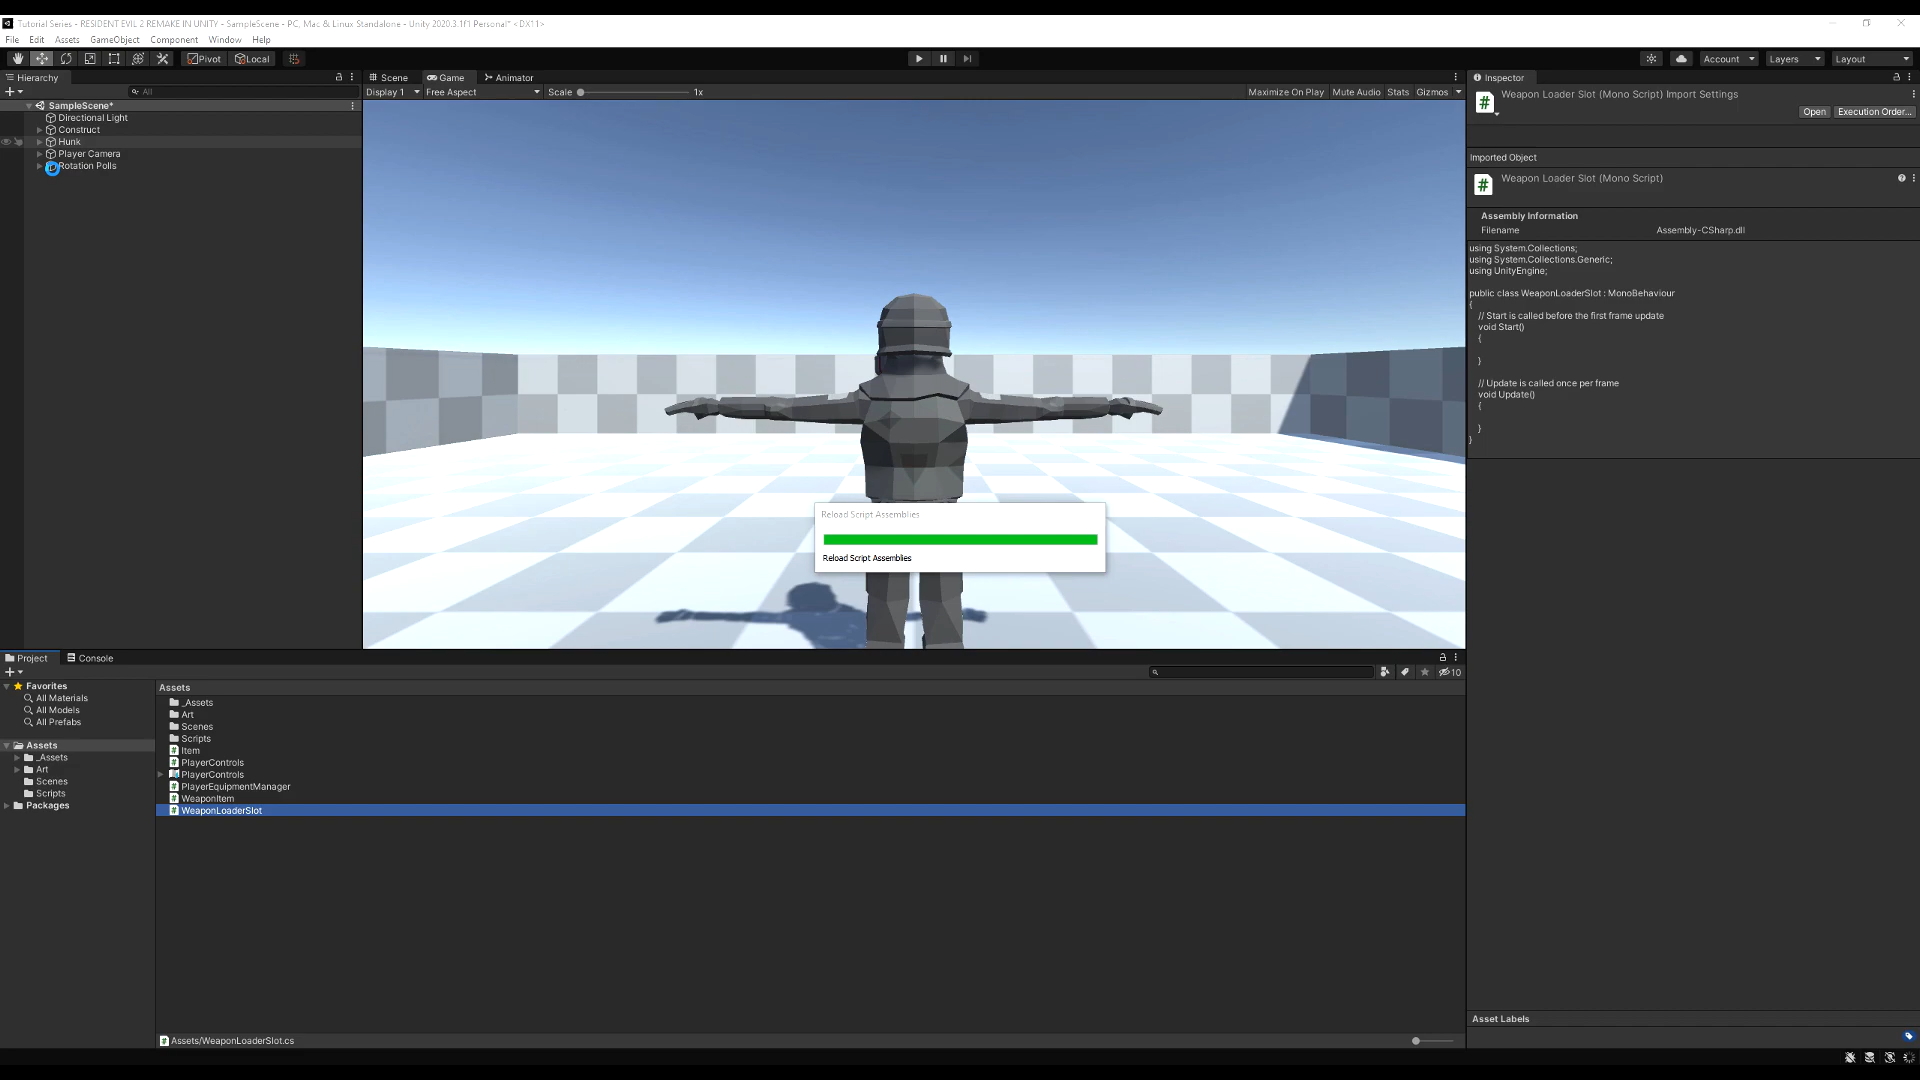 Tutorial Series - RESIDENT EVIL 2 REMAKE IN UNITY - SampleScene - PC, Mac & Linux Standalone - Unity 2020.3.1f1 Personal* <DX11>
File Edit Assets GameObject Component Window Help
Pivot Local Account Layers Layout
Hierarchy
All
SampleScene*
Directional Light
Construct
Hunk
Player Camera
Rotation Polls
Scene Game Animator
Display 1 Free Aspect Scale 1x Maximize On Play Mute Audio Stats Gizmos
Reload Script Assemblies
Reload Script Assemblies
Inspector
Weapon Loader Slot (Mono Script) Import Settings
Open Execution Order...
Imported Object
Weapon Loader Slot (Mono Script)
Assembly Information
Filename Assembly-CSharp.dll
using System.Collections;
using System.Collections.Generic;
using UnityEngine;
public class WeaponLoaderSlot : MonoBehaviour
{
// Start is called before the first frame update
void Start()
{
}
// Update is called once per frame
void Update()
{
}
}
Project Console
10
Favorites
All Materials
All Models
All Prefabs
Assets
_Assets
Art
Scenes
Scripts
Packages
Assets
_Assets
Art
Scenes
Scripts
Item
PlayerControls
PlayerControls
PlayerEquipmentManager
WeaponItem
WeaponLoaderSlot
Assets/WeaponLoaderSlot.cs
Asset Labels